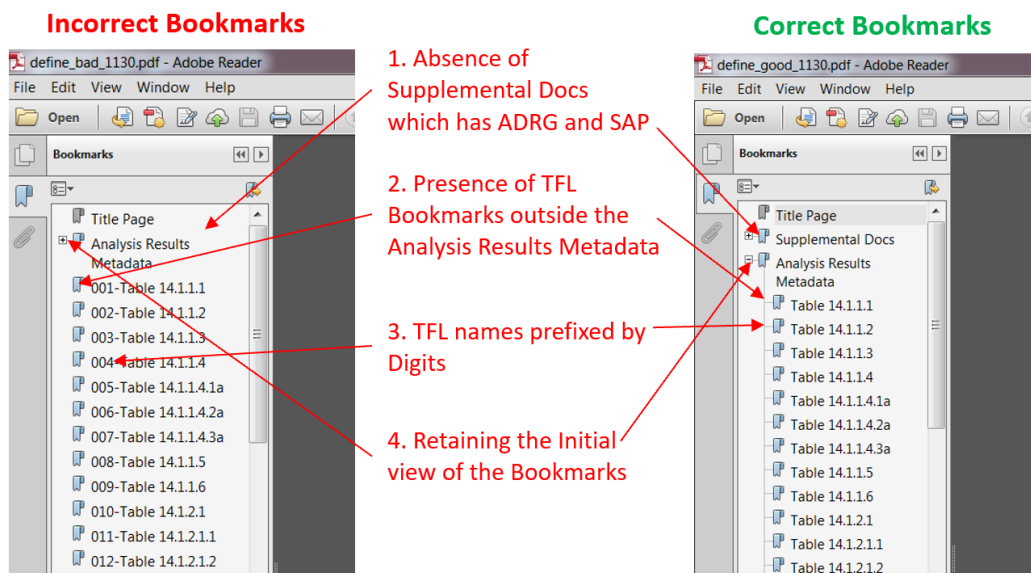 Incorrect Bookmarks
define_bad_1130.pdf - Adobe Reader
File Edit View Window Help
Open
Bookmarks
Title Page
Analysis Results
Metadata
001-Table 14.1.1.1
002-Table 14.1.1.2
003-Table 14.1.1.3
004-Table 14.1.1.4
005-Table 14.1.1.4.1a
006-Table 14.1.1.4.2a
007-Table 14.1.1.4.3a
008-Table 14.1.1.5
009-Table 14.1.1.6
010-Table 14.1.2.1
011-Table 14.1.2.1.1
012-Table 14.1.2.1.2
1. Absence of
Supplemental Docs
which has ADRG and SAP
2. Presence of TFL
Bookmarks outside the
Analysis Results Metadata
3. TFL names prefixed by
Digits
4. Retaining the Initial
view of the Bookmarks
Correct Bookmarks
define_good_1130.pdf - Adobe Reader
File Edit View Window Help
Open
Bookmarks
Title Page
Supplemental Docs
Analysis Results
Metadata
Table 14.1.1.1
Table 14.1.1.2
Table 14.1.1.3
Table 14.1.1.4
Table 14.1.1.4.1a
Table 14.1.1.4.2a
Table 14.1.1.4.3a
Table 14.1.1.5
Table 14.1.1.6
Table 14.1.2.1
Table 14.1.2.1.1
Table 14.1.2.1.2